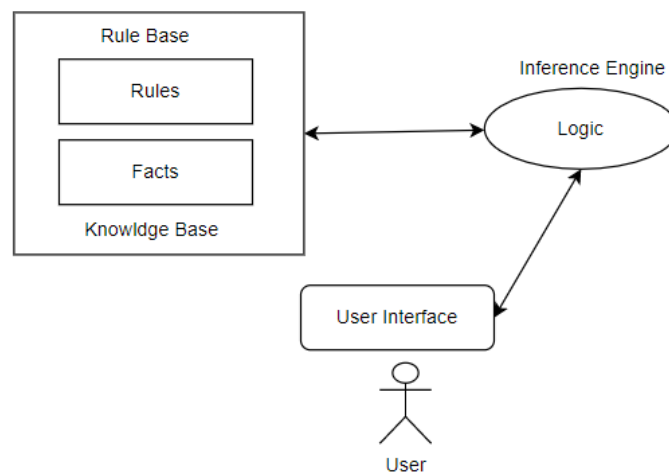 Rule Base
Rules
Facts
Knowldge Base
Inference Engine
Logic
User Interface
User